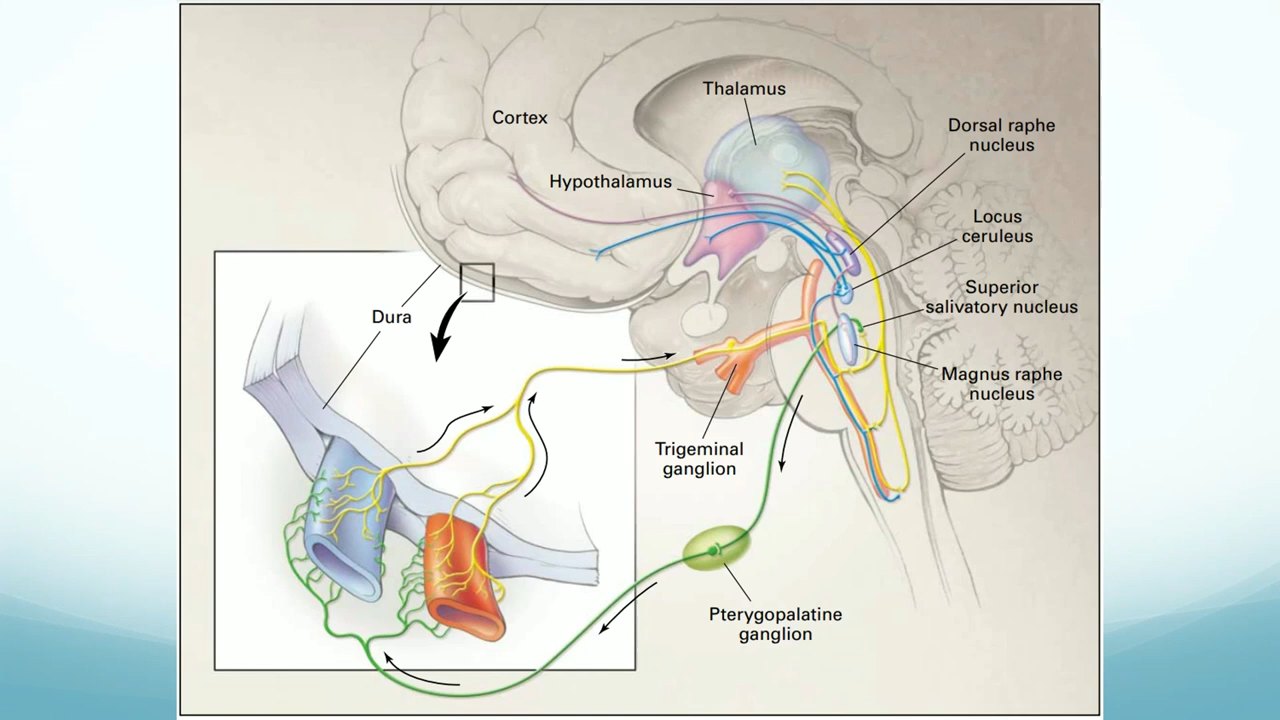 Thalamus
Cortex
Dorsal raphe
nucleus
Hypothalamus
Locus
ceruleus
Superior
salivatory nucleus
Dura
Magnus raphe
nucleus
Trigeminal
ganglion
Pterygopalatine
ganglion